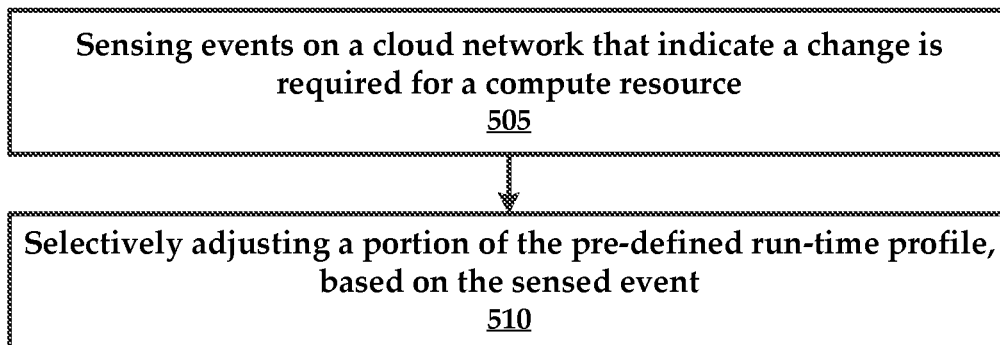 Sensing events on a cloud network that indicate a change is
required for a compute resource
505
Selectively adjusting a portion of the pre-defined run-time profile,
based on the sensed event
510